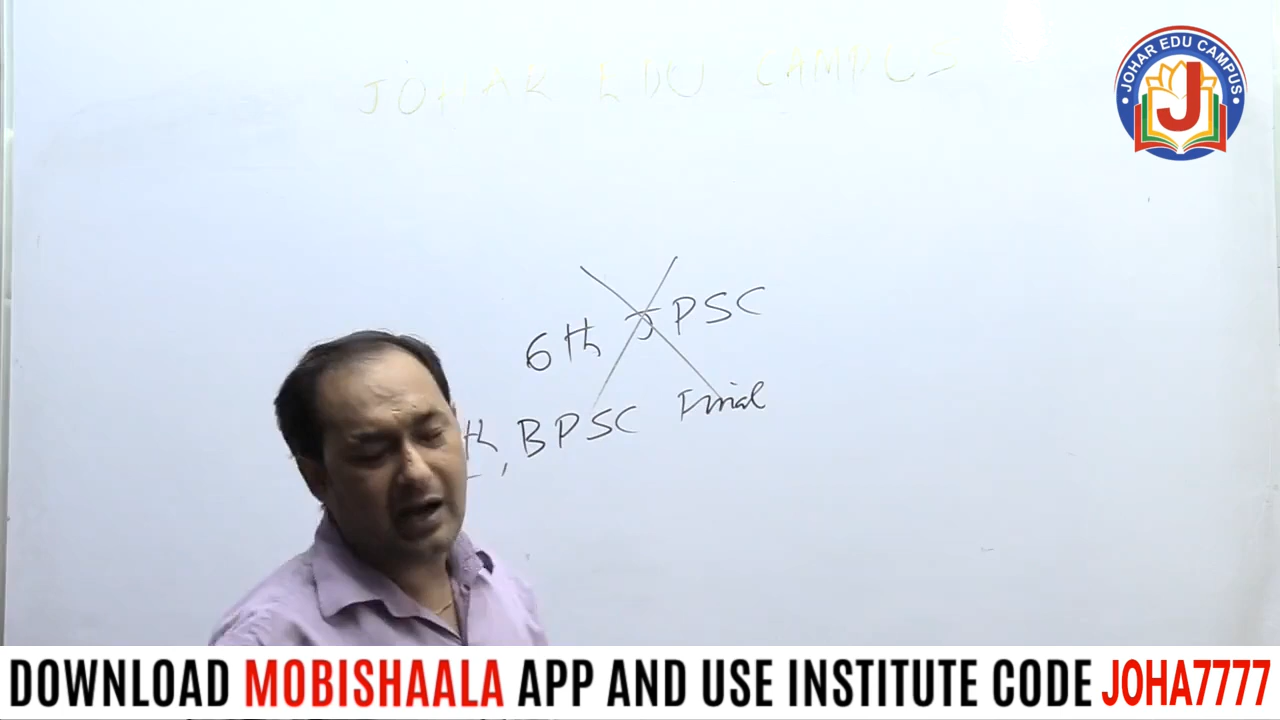 JOHAR EDU CAMPUS
JOHAR EDU CAMPUS
J
6th JPSC
th, BPSC Final
DOWNLOAD MOBISHAALA APP AND USE INSTITUTE CODE JOHA7777